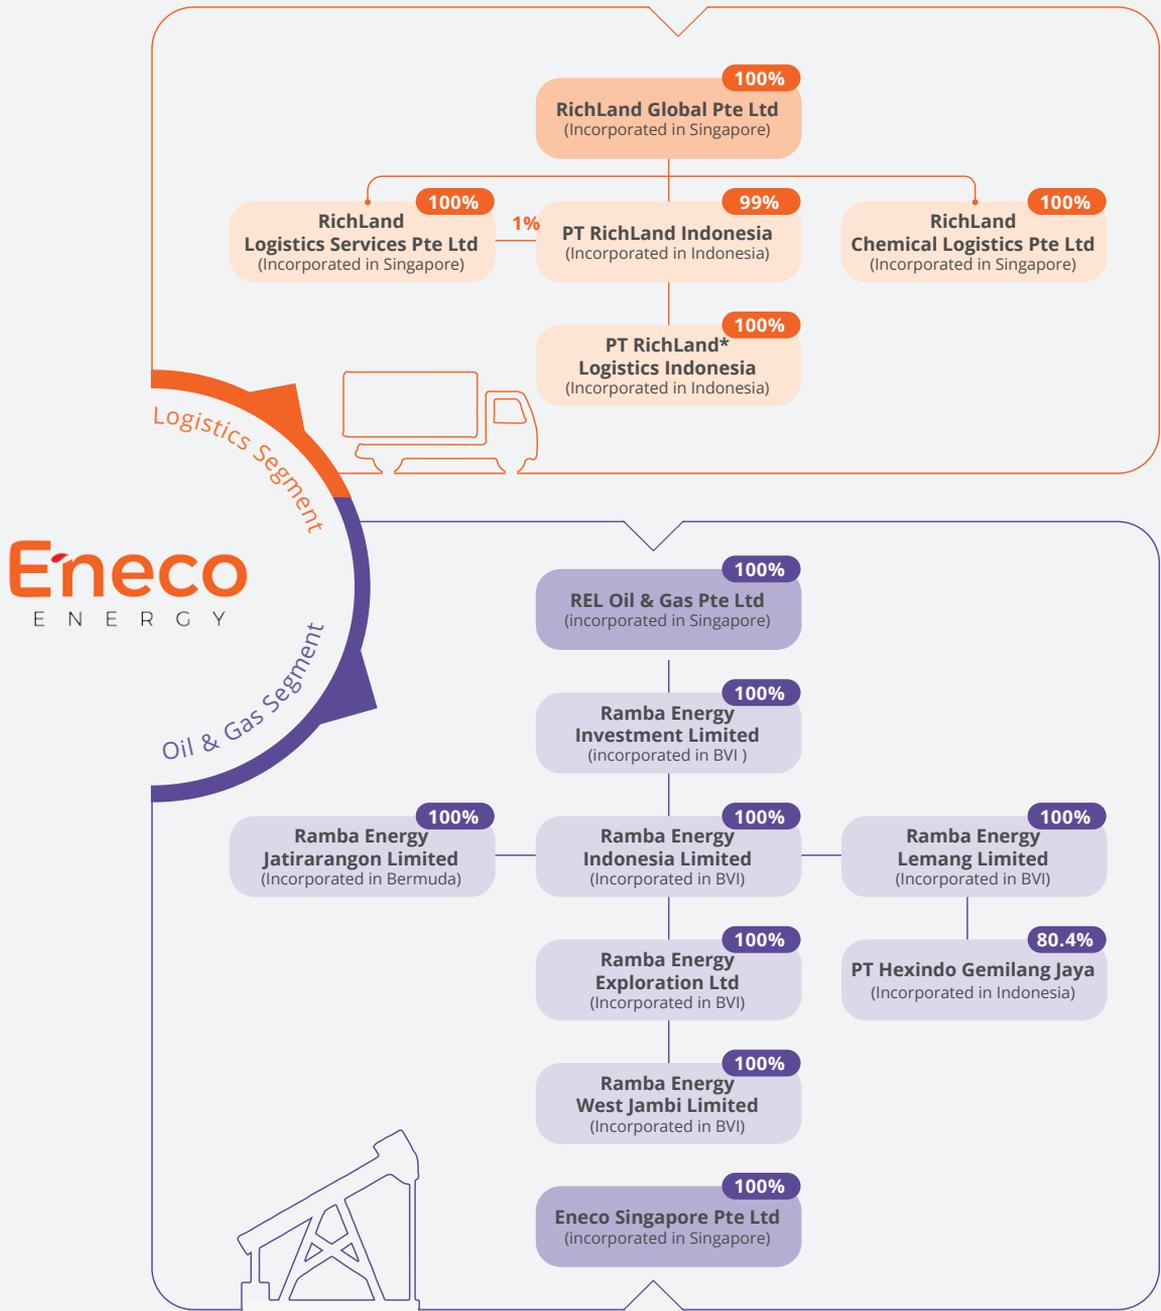 100%
RichLand Global Pte Ltd
(Incorporated in Singapore)
100%
RichLand
Logistics Services Pte Ltd
(Incorporated in Singapore)
1%
99%
PT RichLand Indonesia
(Incorporated in Indonesia)
100%
RichLand
Chemical Logistics Pte Ltd
(Incorporated in Singapore)
100%
PT RichLand*
Logistics Indonesia
(Incorporated in Indonesia)
Logistics Segment
Eneco
ENERGY
Oil & Gas Segment
100%
REL Oil & Gas Pte Ltd
(incorporated in Singapore)
100%
Ramba Energy
Investment Limited
(incorporated in BVI )
100%
Ramba Energy
Jatirarangon Limited
(Incorporated in Bermuda)
100%
Ramba Energy
Indonesia Limited
(Incorporated in BVI)
100%
Ramba Energy
Lemang Limited
(Incorporated in BVI)
100%
Ramba Energy
Exploration Ltd
(Incorporated in BVI)
80.4%
PT Hexindo Gemilang Jaya
(Incorporated in Indonesia)
100%
Ramba Energy
West Jambi Limited
(Incorporated in BVI)
100%
Eneco Singapore Pte Ltd
(incorporated in Singapore)